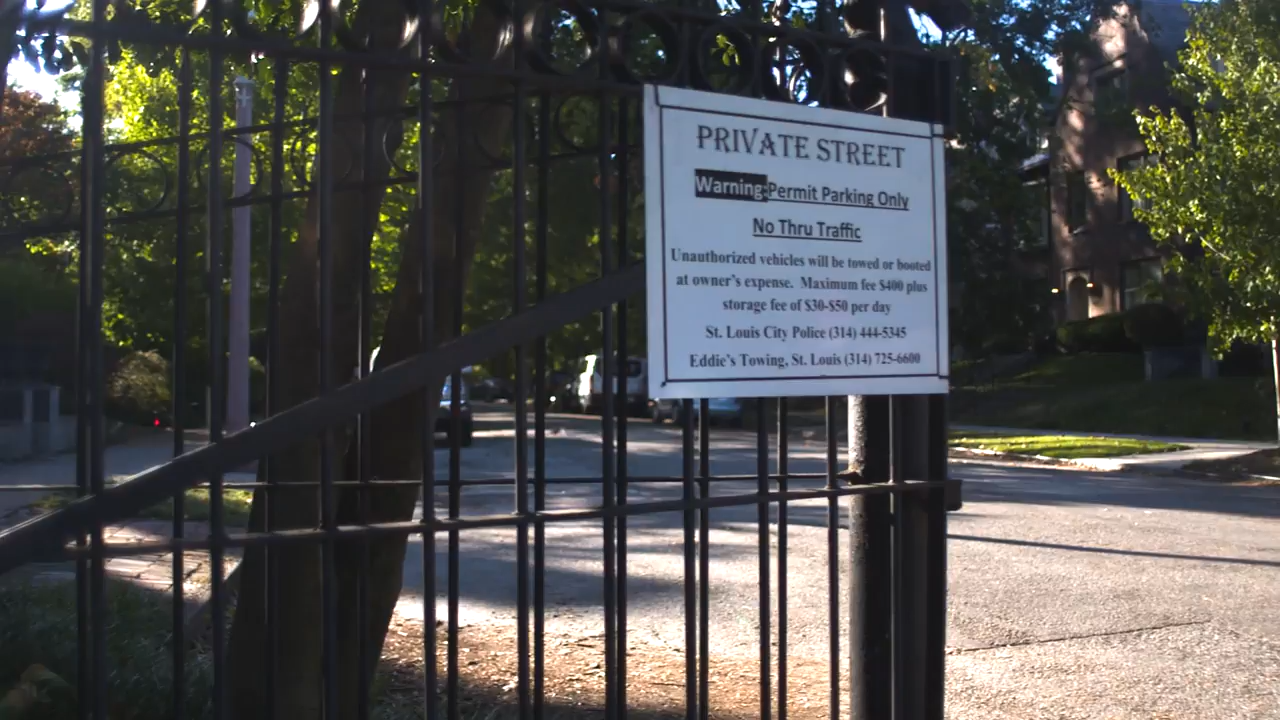 PRIVATE STREET
Warning:Permit Parking Only
No Thru Traffic
Unauthorized vehicles will be towed or booted
at owner's expense. Maximum fee $400 plus
storage fee of $30-$50 per day
St. Louis City Police (314) 444-5345
Eddie's Towing, St. Louis (314) 725-6600